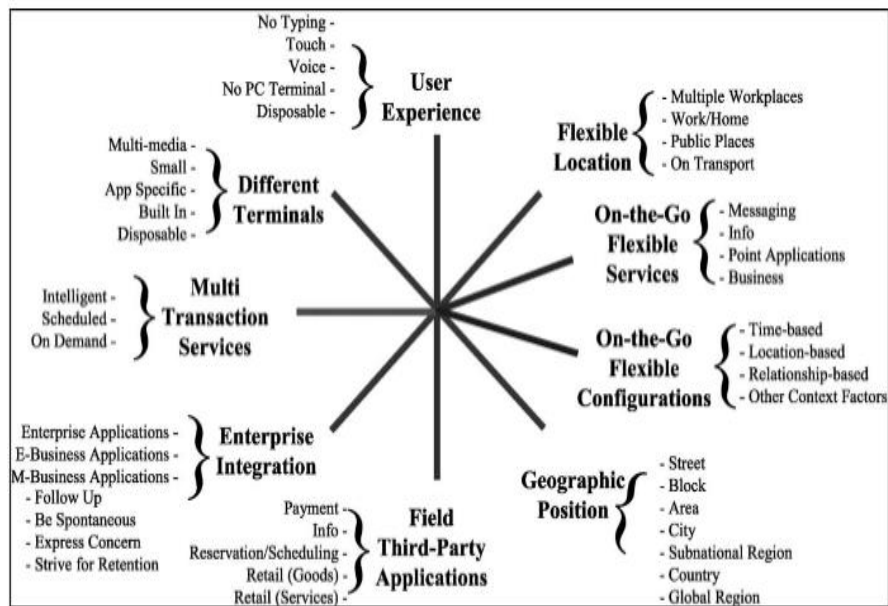 No Typing -
Touch -
Voice -
No PC Terminal -
Disposable -
User
Experience
- Multiple Workplaces
- Work/Home
- Public Places
- On Transport
Flexible
Location
Multi-media -
Small -
App Specific -
Built In -
Disposable -
Different
Terminals
On-the-Go
Flexible
Services
- Messaging
- Info
- Point Applications
- Business
Intelligent -
Scheduled -
On Demand -
Multi
Transaction
Services
On-the-Go
Flexible
Configurations
- Time-based
- Location-based
- Relationship-based
- Other Context Factors
Enterprise Applications -
E-Business Applications -
M-Business Applications -
- Follow Up
- Be Spontaneous
- Express Concern
- Strive for Retention
Enterprise
Integration
Payment -
Info -
Reservation/Scheduling -
Retail (Goods) -
Retail (Services) -
Field
Third-Party
Applications
Geographic
Position
- Street
- Block
- Area
- City
- Subnational Region
- Country
- Global Region